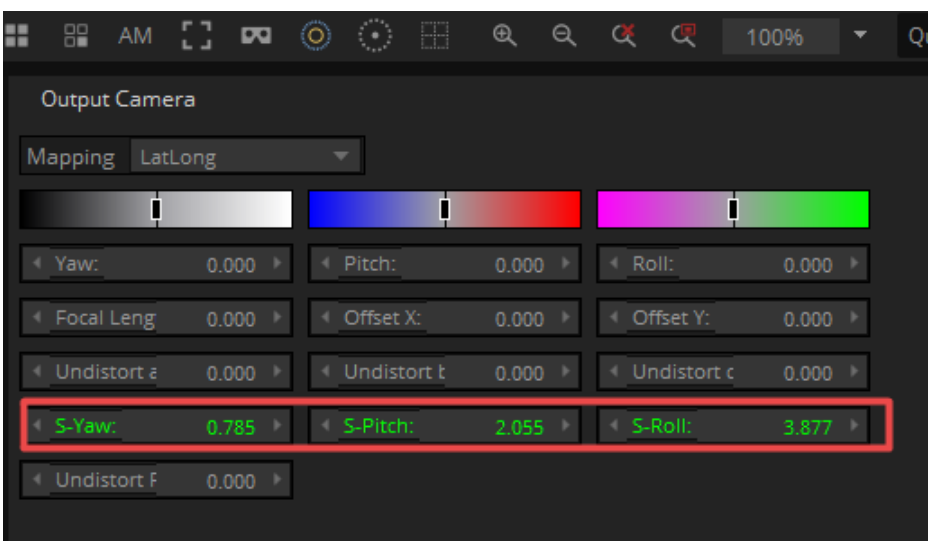 AM 100% Qu
Output Camera
Mapping LatLong
Yaw: 0.000 Pitch: 0.000 Roll: 0.000
Focal Leng 0.000 Offset X: 0.000 Offset Y: 0.000
Undistort a 0.000 Undistort b 0.000 Undistort c 0.000
S-Yaw: 0.785 S-Pitch: 2.055 S-Roll: 3.877
Undistort F 0.000